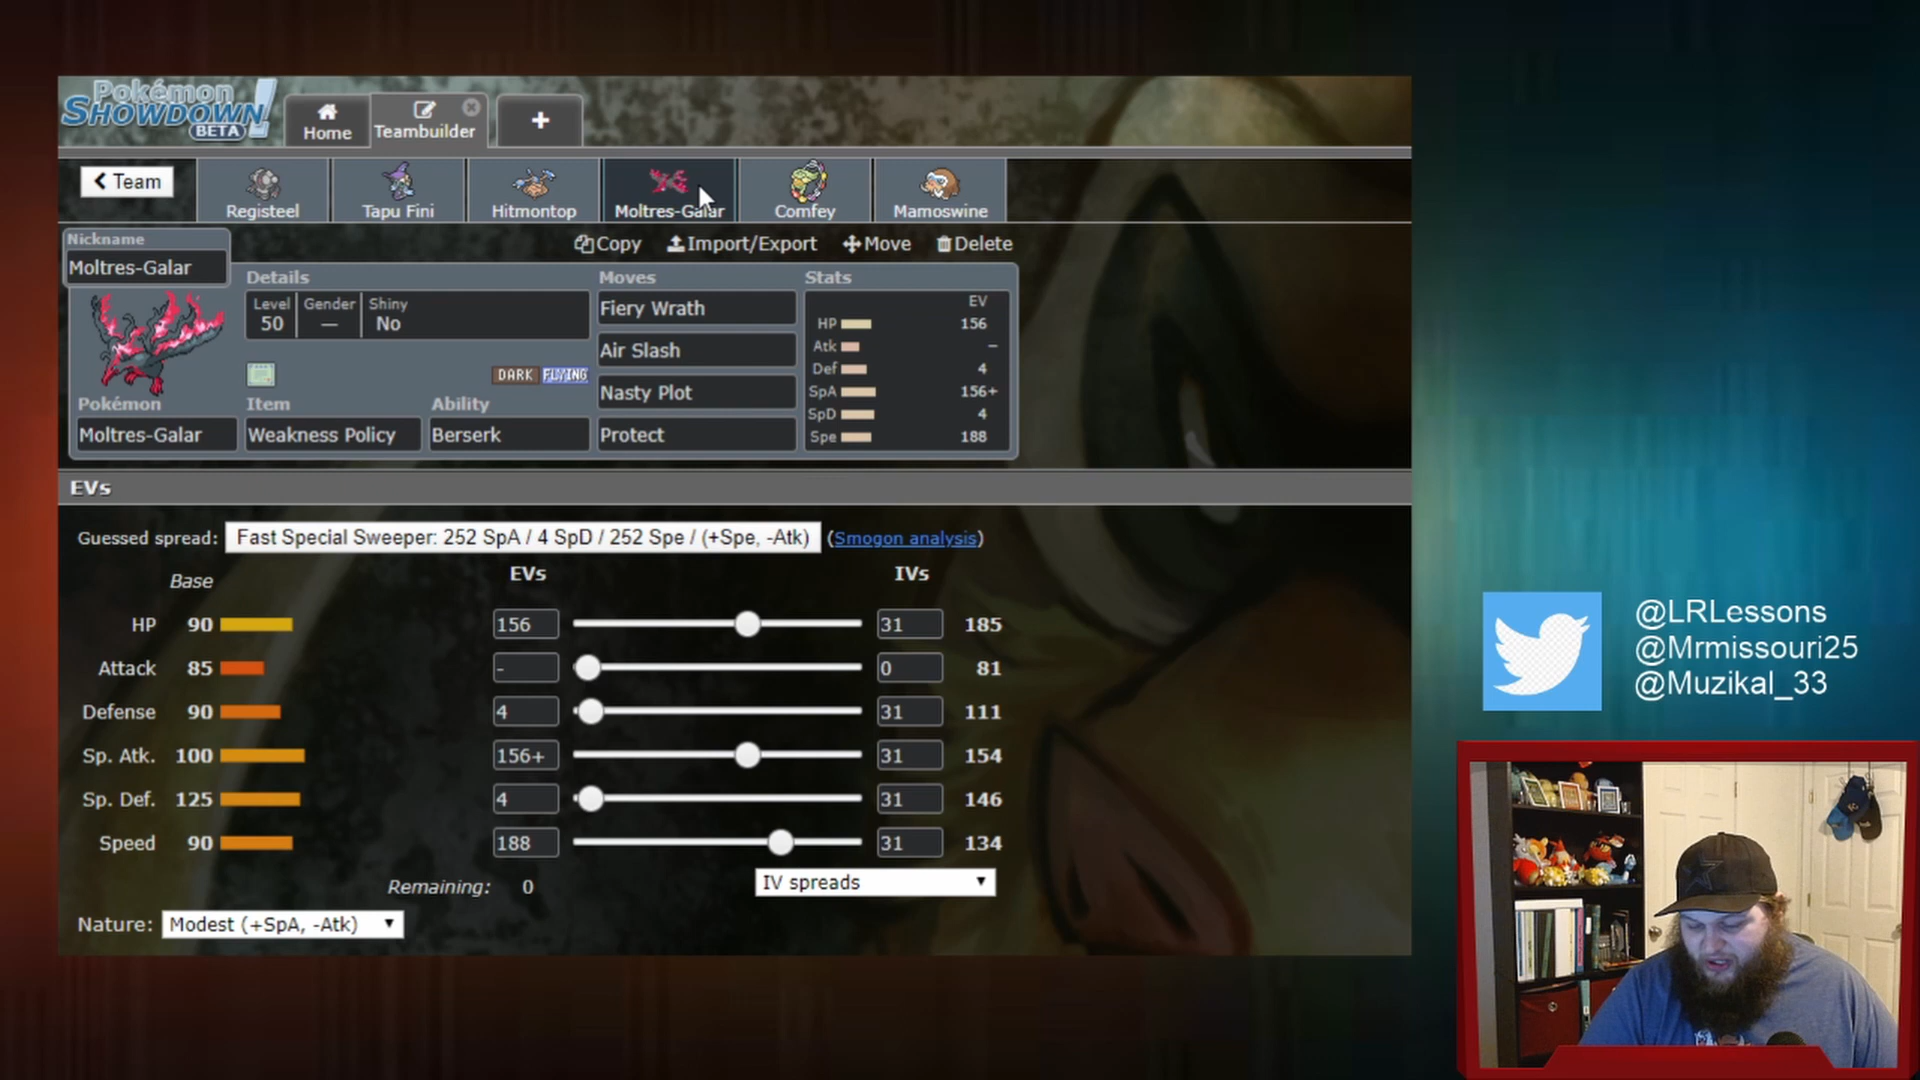 Pokémon
SHOWDOWN!
BETA
Home
Teambuilder
+
< Team
Registeel
Tapu Fini
Hitmontop
Moltres-Galar
Comfey
Mamoswine
Copy
Import/Export
Move
Delete
Nickname
Moltres-Galar
Details
Level
50
Gender
—
Shiny
No
DARK
FLYING
Pokémon
Moltres-Galar
Item
Weakness Policy
Ability
Berserk
Moves
Fiery Wrath
Air Slash
Nasty Plot
Protect
Stats
EV
HP 156
Atk –
Def 4
SpA 156+
SpD 4
Spe 188
EVs
Guessed spread: Fast Special Sweeper: 252 SpA / 4 SpD / 252 Spe / (+Spe, -Atk) (Smogon analysis)
Base EVs IVs
HP 90 156 31 185
Attack 85 - 0 81
Defense 90 4 31 111
Sp. Atk. 100 156+ 31 154
Sp. Def. 125 4 31 146
Speed 90 188 31 134
Remaining: 0
IV spreads
Nature: Modest (+SpA, -Atk)
@LRLessons
@Mrmissouri25
@Muzikal_33